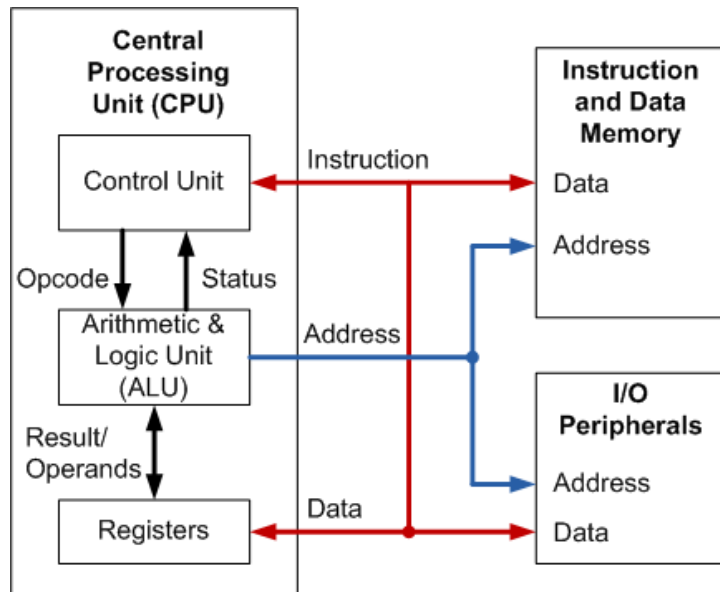 Central
Processing
Unit (CPU)
Control Unit
Opcode
Status
Arithmetic &
Logic Unit
(ALU)
Result/
Operands
Registers
Instruction
Address
Data
Instruction
and Data
Memory
Data
Address
I/O
Peripherals
Address
Data